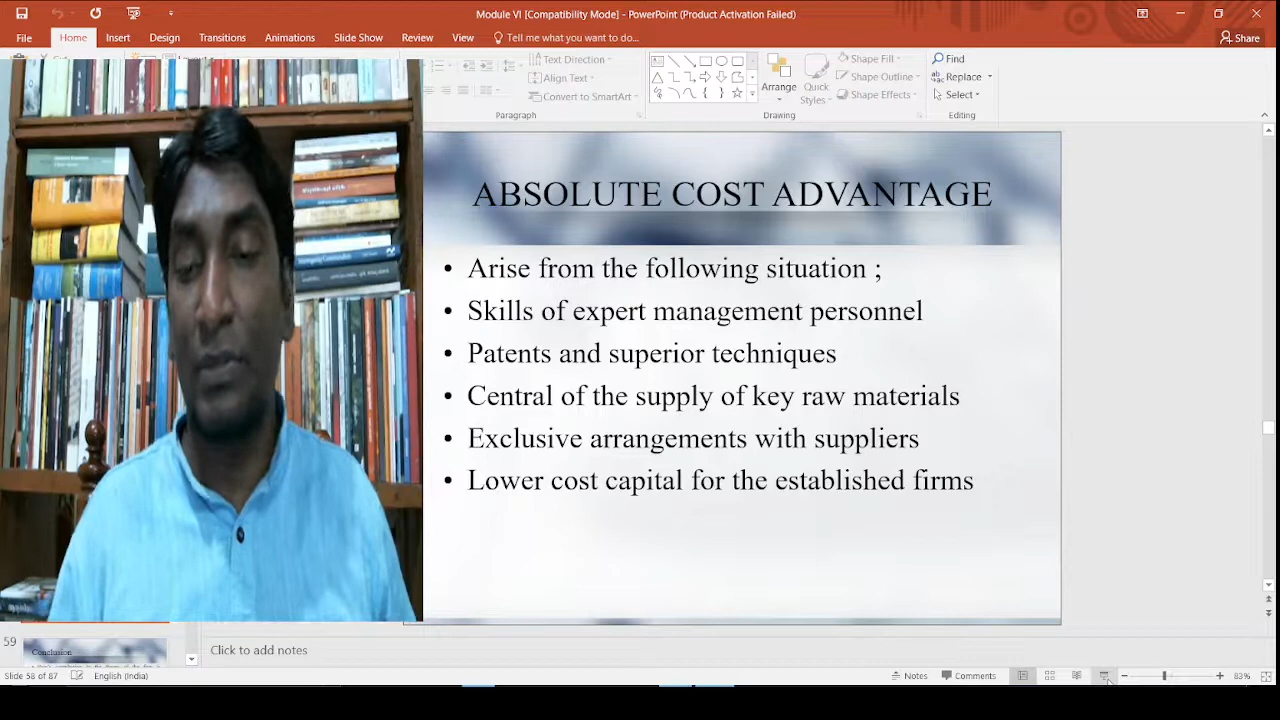 Module VI [Compatibility Mode] - PowerPoint (Product Activation Failed)
File Home Insert Design Transitions Animations Slide Show Review View Tell me what you want to do... Share
Text Direction
Align Text
Convert to SmartArt
Paragraph
Arrange
Quick
Styles
Shape Fill
Shape Outline
Shape Effects
Drawing
Find
Replace
Select
Editing
ABSOLUTE COST ADVANTAGE
• Arise from the following situation ;
• Skills of expert management personnel
• Patents and superior techniques
• Central of the supply of key raw materials
• Exclusive arrangements with suppliers
• Lower cost capital for the established firms
59
Conclusion
Click to add notes
Slide 58 of 87 English (India) Notes Comments 83%